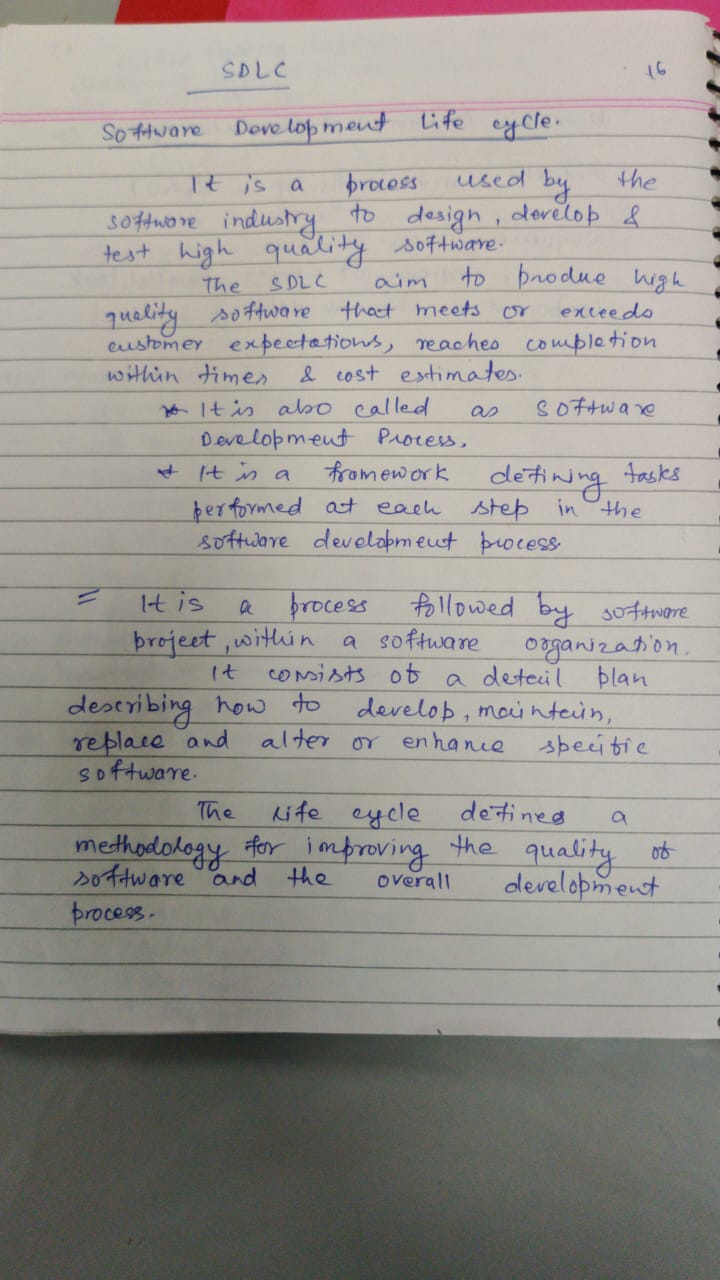 SDLC
16
Software Development Life cycle.
It is a process used by the
software industry to design, develop &
test high quality software.
The SDLC aim to produe high
quality software that meets or exceeds
customer expectations, reaches completion
within times & cost estimates.
* It is also called as software
Development Process,
* It is a framework defining tasks
performed at each step in the
software development process
= It is a process followed by software
project, within a software organization.
It consists of a detail plan
describing how to develop, maintain,
replace and alter or enhance specific
software.
The life cycle defines a
methodology for improving the quality of
software and the overall development
process.